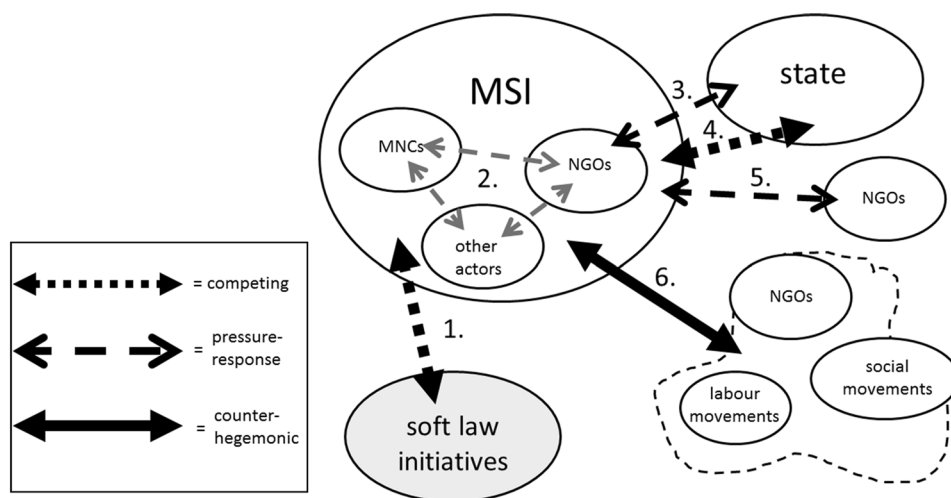 MSI
state
3.
4.
MNCs
NGOs
2.
5.
NGOs
other
actors
6.
NGOs
1.
social
movements
labour
movements
soft law
initiatives
= competing
= pressure-
response
= counter-
hegemonic